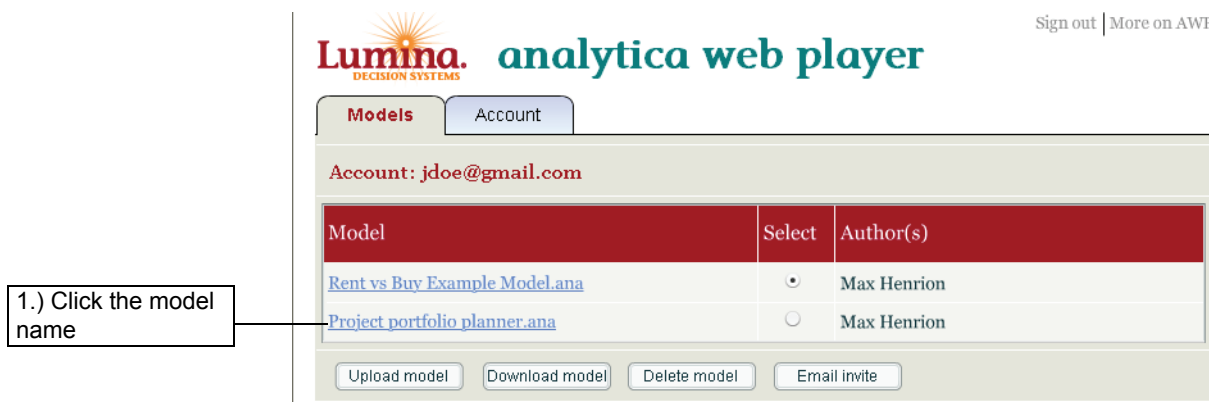 Sign out | More on AWP
Lumina. analytica web player
DECISION SYSTEMS
Models Account
Account: jdoe@gmail.com
Model Select Author(s)
Rent vs Buy Example Model.ana Max Henrion
1.) Click the model
name
Project portfolio planner.ana Max Henrion
Upload model Download model Delete model Email invite